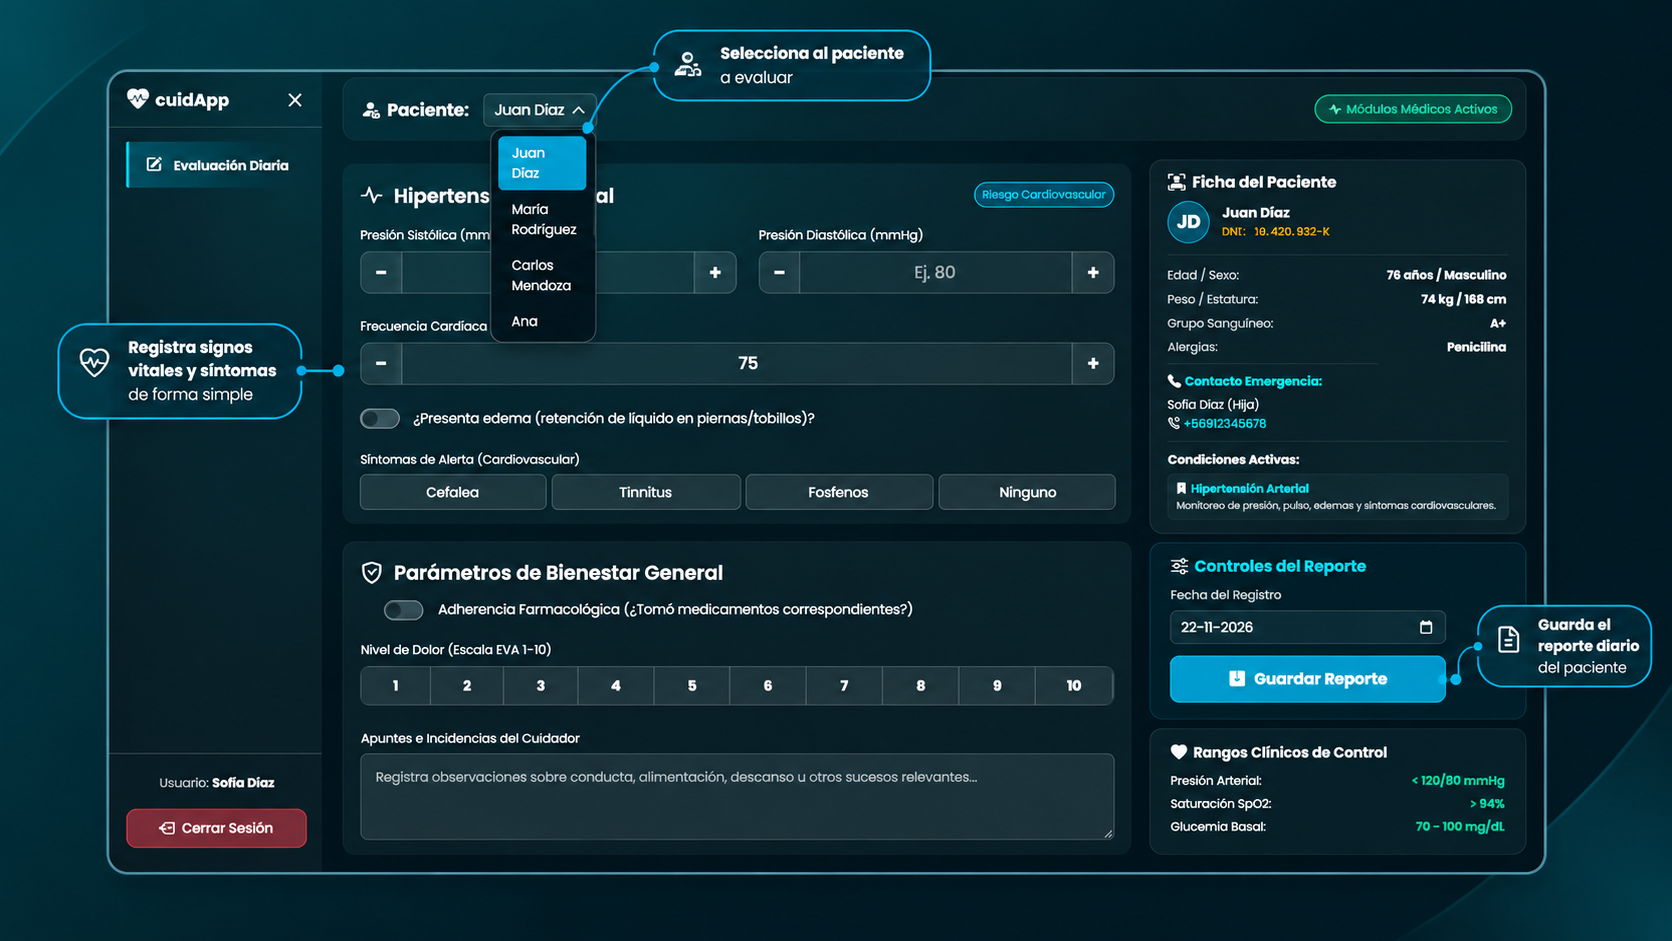 Selecciona al paciente
a evaluar
cuidApp
Paciente:
Juan Díaz
Módulos Médicos Activos
Evaluación Diaria
Juan
Díaz
María
Rodríguez
Carlos
Mendoza
Ana
Hipertens al
Riesgo Cardiovascular
Presión Sistólica (mm
Presión Diastólica (mmHg)
− +
− Ej. 80 +
Frecuencia Cardíaca
− 75 +
Registra signos
vitales y síntomas
de forma simple
¿Presenta edema (retención de líquido en piernas/tobillos)?
Síntomas de Alerta (Cardiovascular)
Cefalea Tinnitus Fosfenos Ninguno
Parámetros de Bienestar General
Adherencia Farmacológica (¿Tomó medicamentos correspondientes?)
Nivel de Dolor (Escala EVA 1-10)
1 2 3 4 5 6 7 8 9 10
Apuntes e Incidencias del Cuidador
Registra observaciones sobre conducta, alimentación, descanso u otros sucesos relevantes...
Ficha del Paciente
JD
Juan Díaz
DNI: 10.420.932-K
Edad / Sexo: 76 años / Masculino
Peso / Estatura: 74 kg / 168 cm
Grupo Sanguíneo: A+
Alergias: Penicilina
Contacto Emergencia:
Sofia Díaz (Hija)
+56912345678
Condiciones Activas:
Hipertensión Arterial
Monitoreo de presión, pulso, edemas y síntomas cardiovasculares.
Controles del Reporte
Fecha del Registro
22-11-2026
Guardar Reporte
Guarda el
reporte diario
del paciente
Rangos Clínicos de Control
Presión Arterial: < 120/80 mmHg
Saturación SpO2: > 94%
Glucemia Basal: 70 - 100 mg/dL
Usuario: Sofía Díaz
Cerrar Sesión